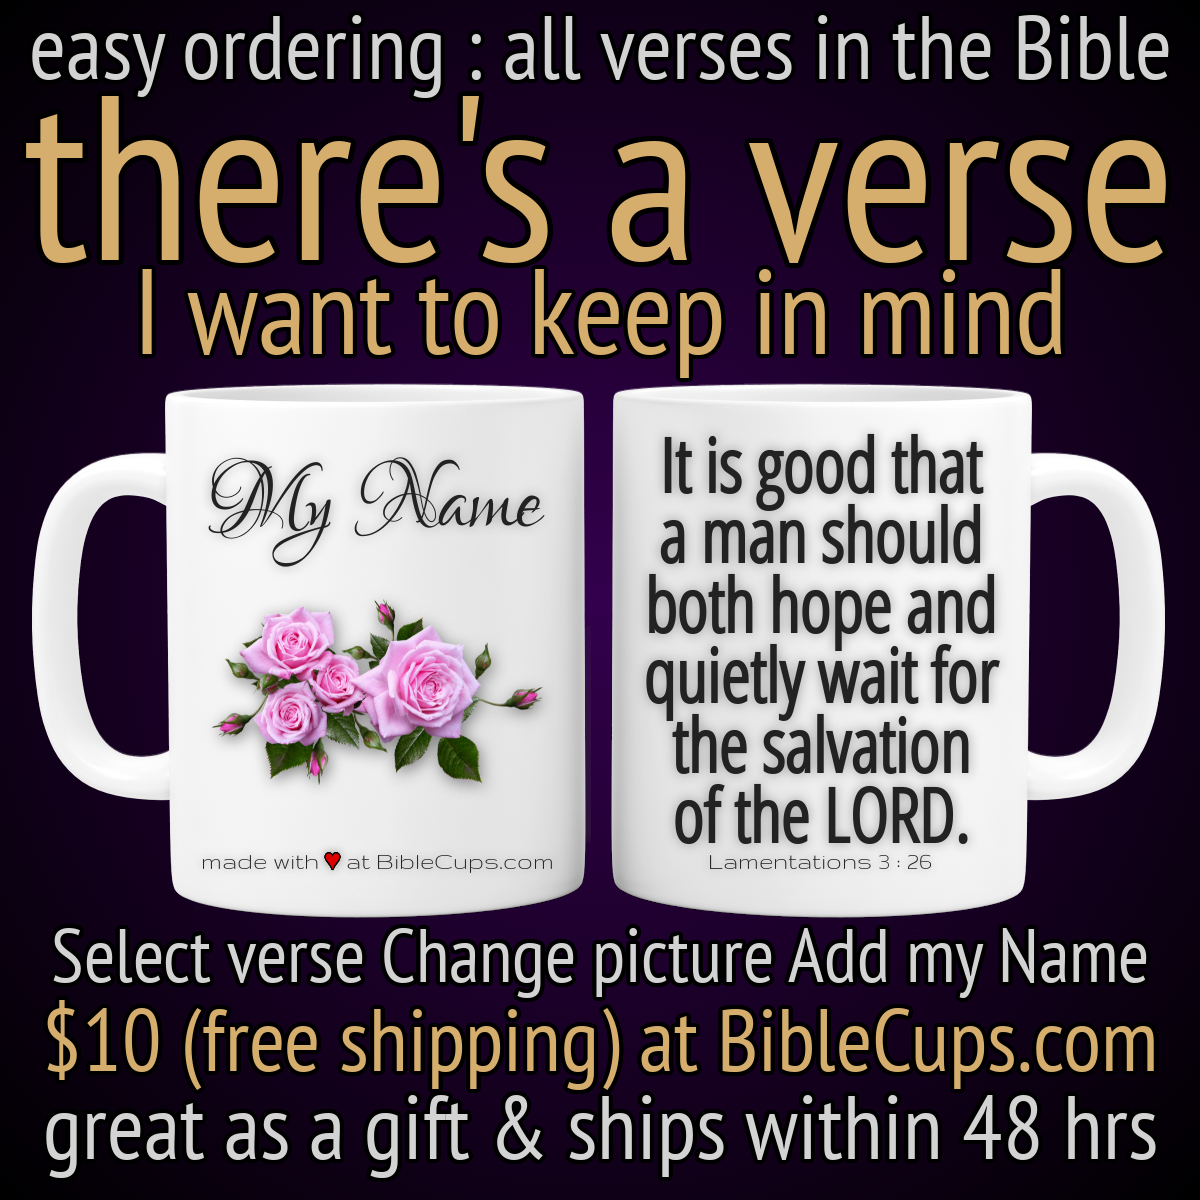 easy ordering : all verses in the Bible
there's a verse
I want to keep in mind
My Name
made with ❤ at BibleCups.com
It is good that
a man should
both hope and
quietly wait for
the salvation
of the LORD.
Lamentations 3 : 26
Select verse Change picture Add my Name
$10 (free shipping) at BibleCups.com
great as a gift & ships within 48 hrs